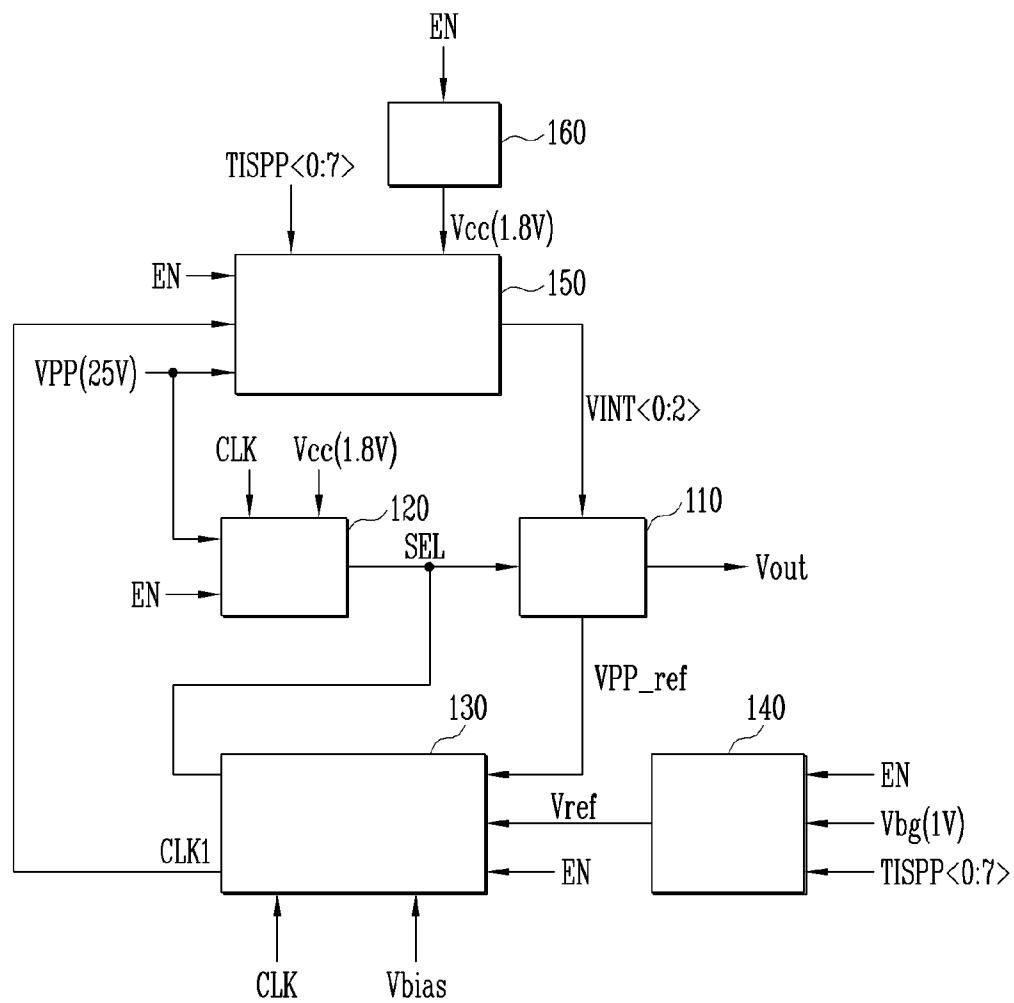 EN
160
TISPP<0:7>
Vcc(1.8V)
EN
150
VPP(25V)
VINT<0:2>
CLK
Vcc(1.8V)
120
110
SEL
Vout
EN
VPP_ref
130
140
EN
Vref
Vbg(1V)
CLK1
EN
TISPP<0:7>
CLK
Vbias